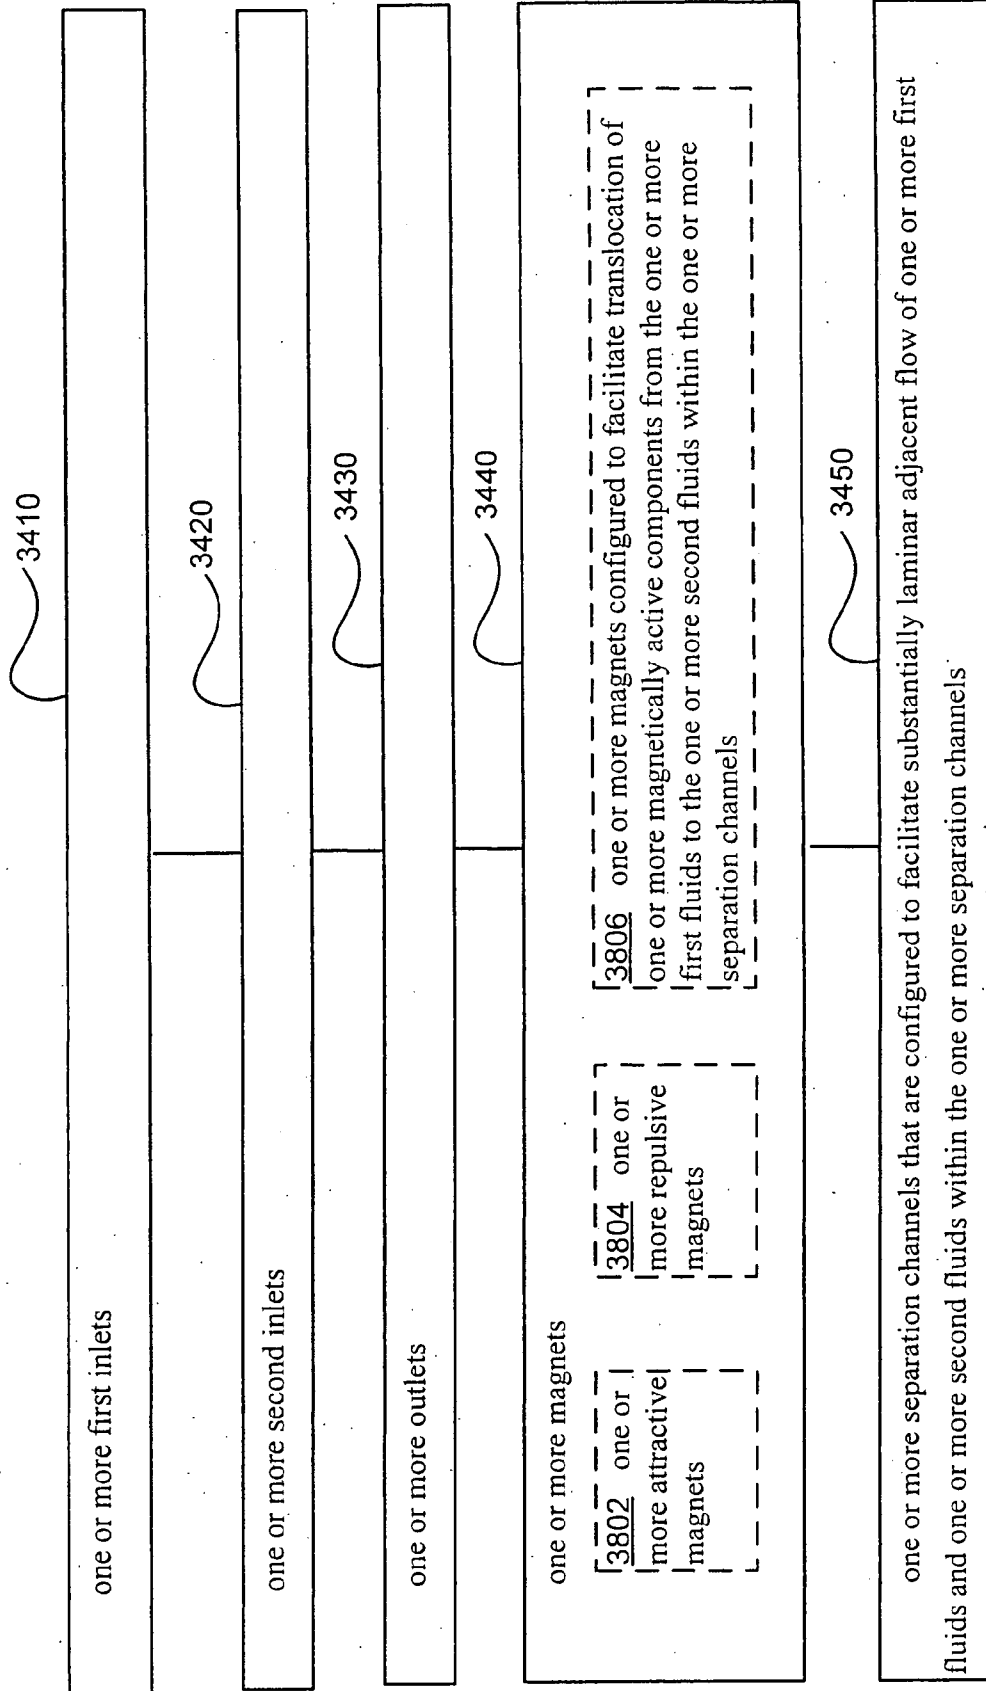 3410
one or more first inlets
3420
one or more second inlets
3430
one or more outlets
3440
one or more magnets
3802 one or
more attractive
magnets
3804 one or
more repulsive
magnets
3806 one or more magnets configured to facilitate translocation of
one or more magnetically active components from the one or more
first fluids to the one or more second fluids within the one or more
separation channels
3450
one or more separation channels that are configured to facilitate substantially laminar adjacent flow of one or more first
fluids and one or more second fluids within the one or more separation channels